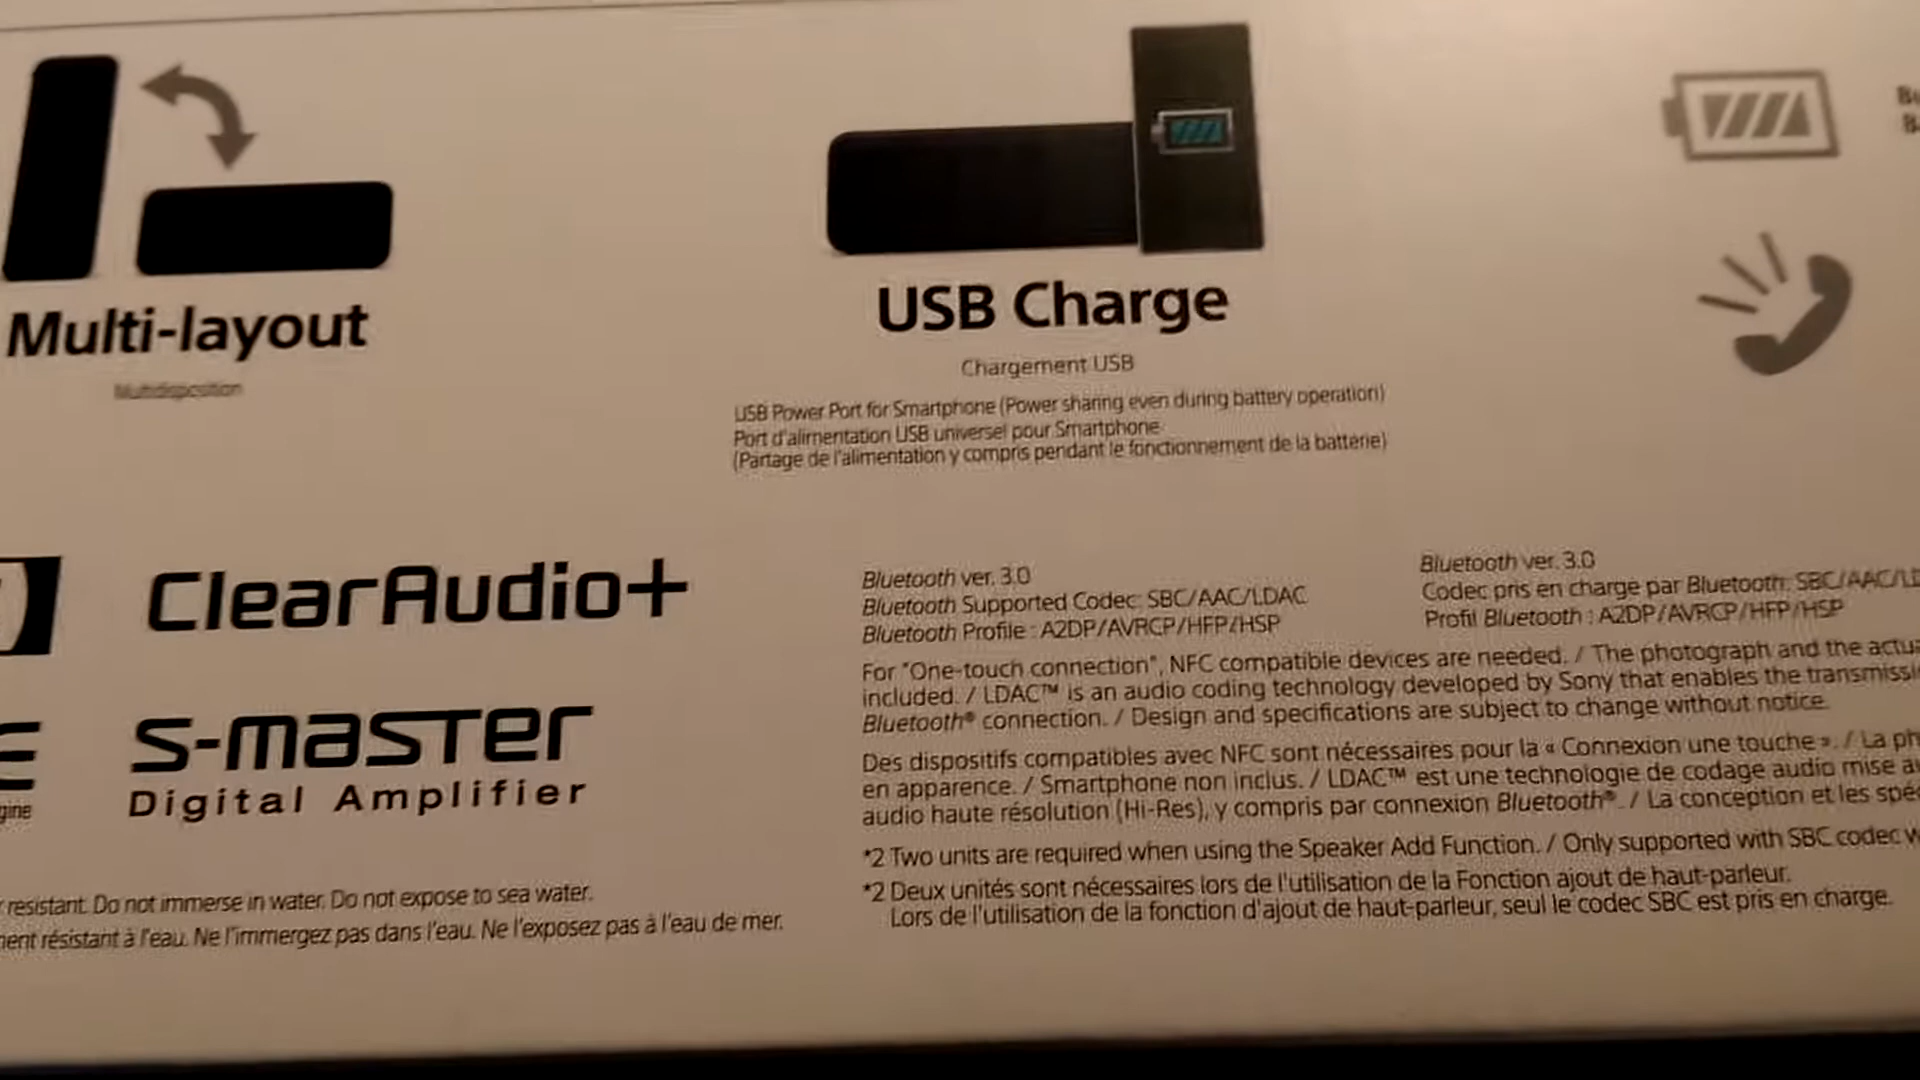 Multi-layout
Multidisposition
USB Charge
Chargement USB
USB Power Port for Smartphone (Power sharing even during battery operation)
Port d'alimentation USB universel pour Smartphone
(Partage de l'alimentation y compris pendant le fonctionnement de la batterie)
ClearAudio+
S-master
Digital Amplifier
resistant. Do not immerse in water. Do not expose to sea water.
résistant à l'eau. Ne l'immergez pas dans l'eau. Ne l'exposez pas à l'eau de mer.
Bluetooth ver. 3.0
Bluetooth Supported Codec: SBC/AAC/LDAC
Bluetooth Profile : A2DP/AVRCP/HFP/HSP
Bluetooth ver. 3.0
Codec pris en charge par Bluetooth: SBC/AAC/LD
Profil Bluetooth : A2DP/AVRCP/HFP/HSP
For "One-touch connection", NFC compatible devices are needed. / The photograph and the actu
included. / LDAC™ is an audio coding technology developed by Sony that enables the transmissi
Bluetooth® connection. / Design and specifications are subject to change without notice.
Des dispositifs compatibles avec NFC sont nécessaires pour la « Connexion une touche ». / La ph
en apparence. / Smartphone non inclus. / LDAC™ est une technologie de codage audio mise a
audio haute résolution (Hi-Res), y compris par connexion Bluetooth®. / La conception et les spé
*2 Two units are required when using the Speaker Add Function. / Only supported with SBC codec w
*2 Deux unités sont nécessaires lors de l'utilisation de la Fonction ajout de haut-parleur.
Lors de l'utilisation de la fonction d'ajout de haut-parleur, seul le codec SBC est pris en charge.